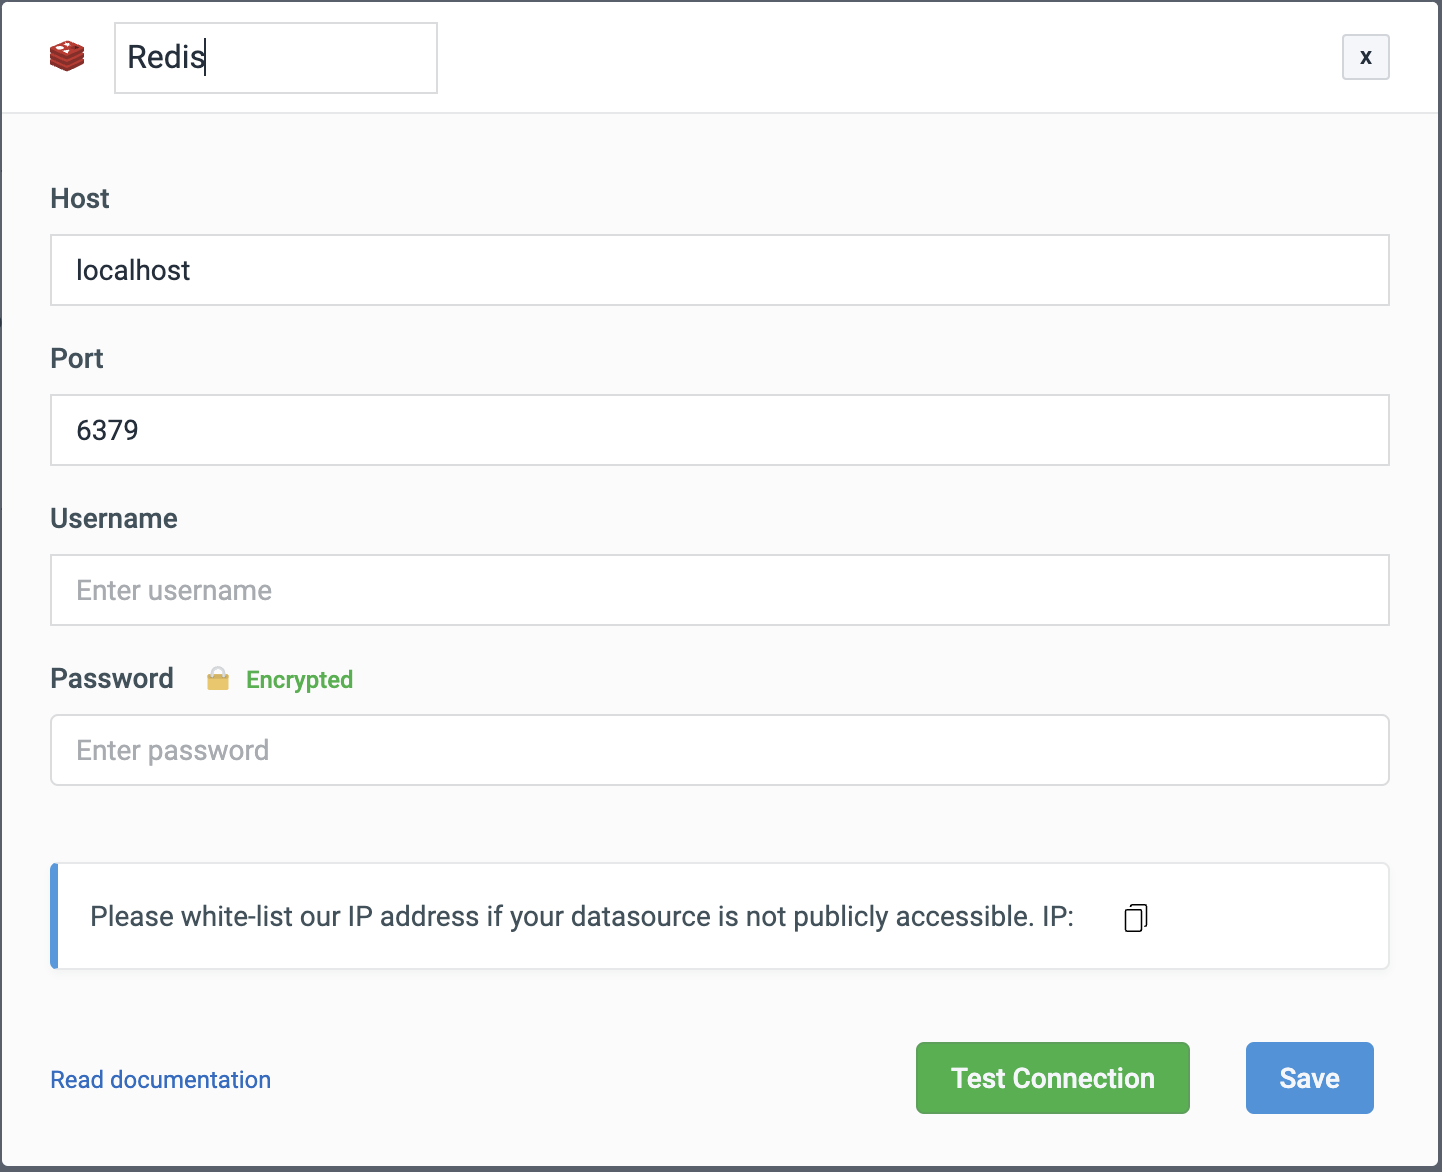 Redis
x
Host
localhost
Port
6379
Username
Enter username
Password Encrypted
Enter password
Please white-list our IP address if your datasource is not publicly accessible. IP:
Read documentation Test Connection Save